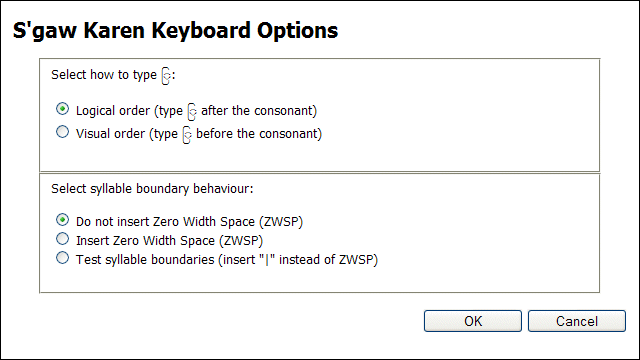 S'gaw Karen Keyboard Options
Select how to type ြ:
Logical order (type ြ after the consonant)
Visual order (type ြ before the consonant)
Select syllable boundary behaviour:
Do not insert Zero Width Space (ZWSP)
Insert Zero Width Space (ZWSP)
Test syllable boundaries (insert "|" instead of ZWSP)
OK Cancel